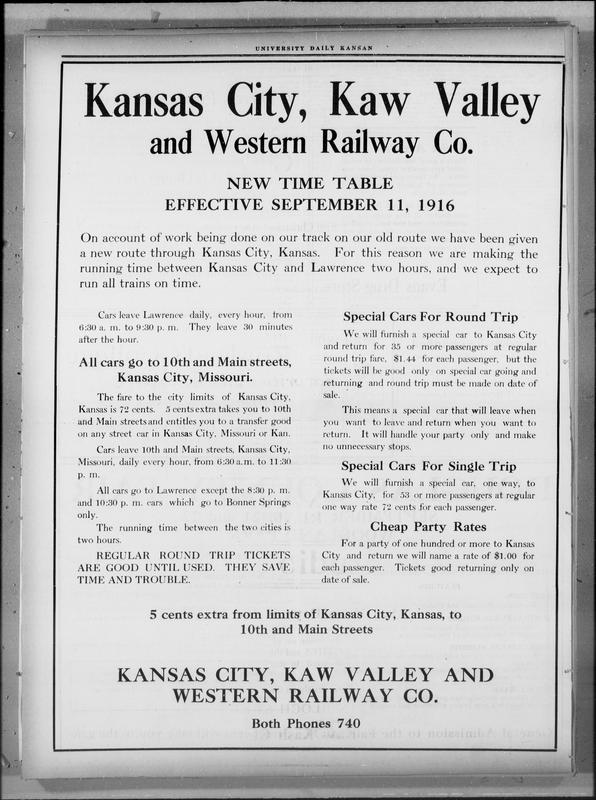 UNIVERSITY DAILY KANSAN
Kansas City, Kaw Valley
and Western Railway Co.
NEW TIME TABLE
EFFECTIVE SEPTEMBER 11, 1916
On account of work being done on our track on our old route we have been given
a new route through Kansas City, Kansas. For this reason we are making the
running time between Kansas City and Lawrence two hours, and we expect to
run all trains on time.
Cars leave Lawrence daily, every hour, from
6:30 a. m. to 9:30 p. m. They leave 30 minutes
after the hour.
All cars go to 10th and Main streets,
Kansas City, Missouri.
The fare to the city limits of Kansas City,
Kansas is 72 cents. 5 cents extra takes you to 10th
and Main streets and entitles you to a transfer good
on any street car in Kansas City, Missouri or Kan.
Cars leave 10th and Main streets, Kansas City,
Missouri, daily every hour, from 6:30 a.m. to 11:30
p. m.
All cars go to Lawrence except the 8:30 p. m.
and 10:30 p. m. cars which go to Bonner Springs
only.
The running time between the two cities is
two hours.
REGULAR ROUND TRIP TICKETS
ARE GOOD UNTIL USED. THEY SAVE
TIME AND TROUBLE.
Special Cars For Round Trip
We will furnish a special car to Kansas City
and return for 35 or more passengers at regular
round trip fare, $1.44 for each passenger, but the
tickets will be good only on special car going and
returning and round trip must be made on date of
sale.
This means a special car that will leave when
you want to leave and return when you want to
return. It will handle your party only and make
no unnecessary stops.
Special Cars For Single Trip
We will furnish a special car, one way, to
Kansas City, for 53 or more passengers at regular
one way rate 72 cents for each passenger.
Cheap Party Rates
For a party of one hundred or more to Kansas
City and return we will name a rate of $1.00 for
each passenger. Tickets good returning only on
date of sale.
5 cents extra from limits of Kansas City, Kansas, to
10th and Main Streets
KANSAS CITY, KAW VALLEY AND
WESTERN RAILWAY CO.
Both Phones 740